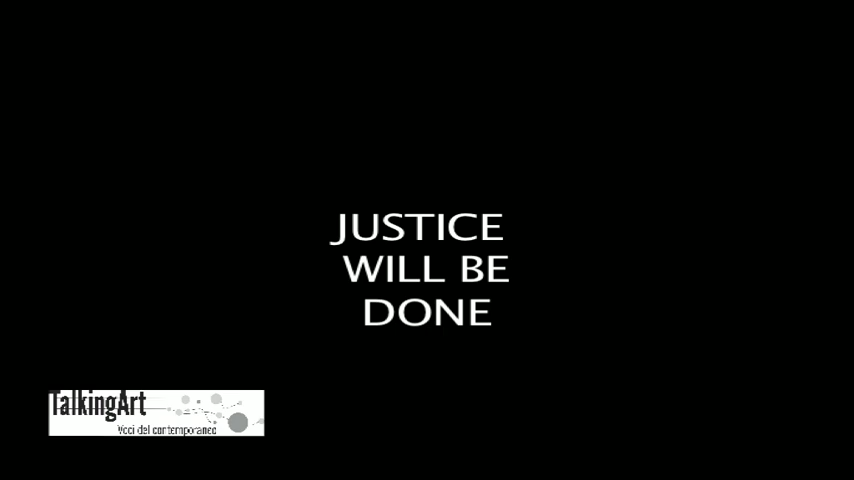 JUSTICE
WILL BE
DONE
TalkingArt
Voci del contemporaneo